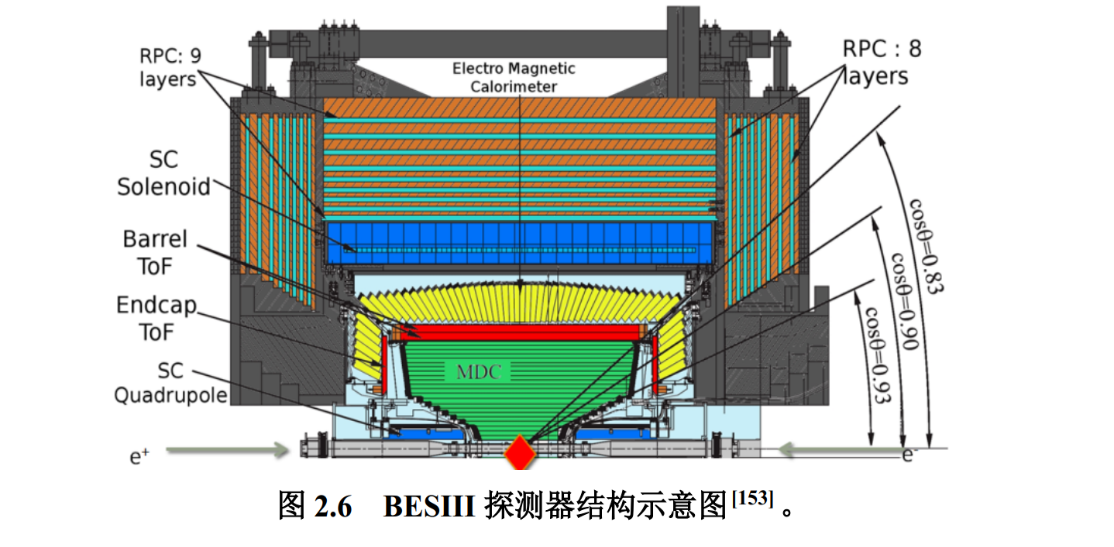 RPC: 9
layers
Electro Magnetic
Calorimeter
RPC : 8
layers
SC
Solenoid
Barrel
ToF
Endcap
ToF
SC
Quadrupole
MDC
cosθ=0.83
cosθ=0.90
cosθ=0.93
e⁺
e⁻
图 2.6 BESIII 探测器结构示意图[153]。